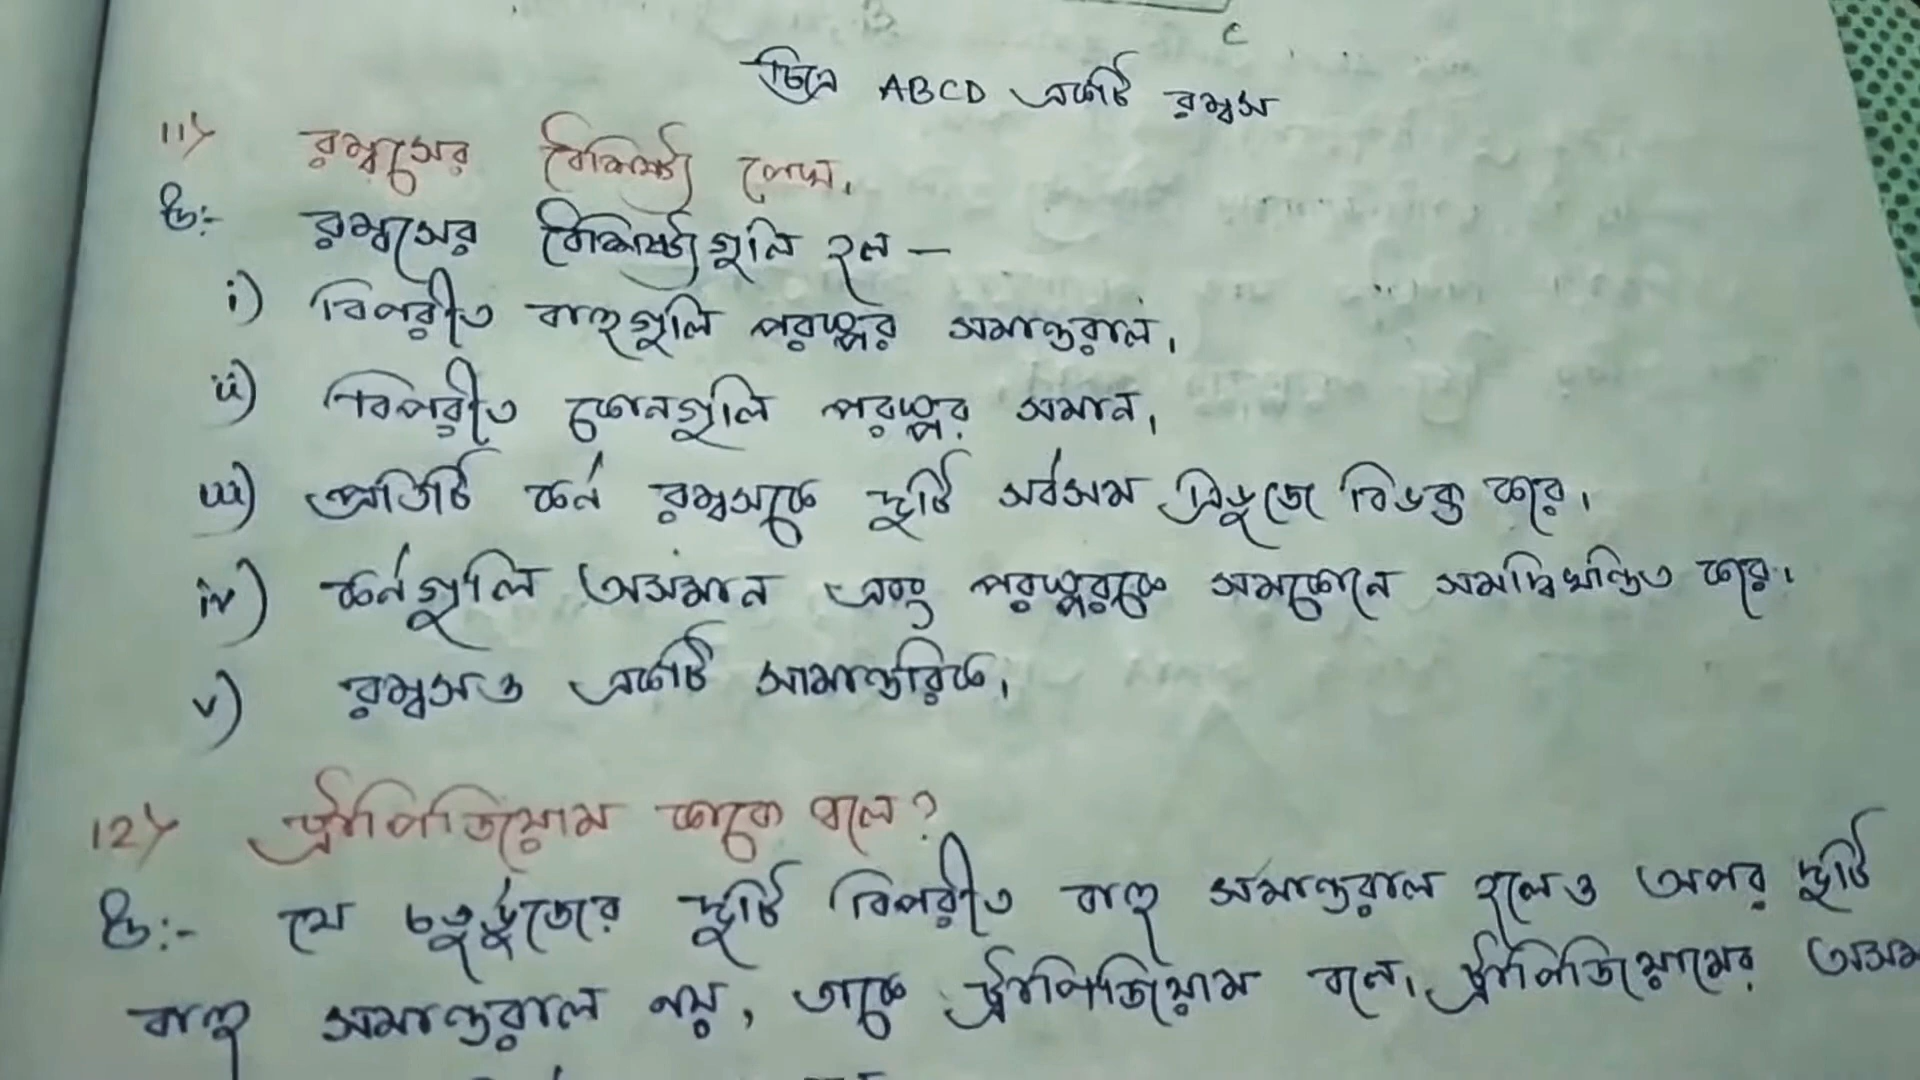 C
চিত্রে ABCD একটি রম্বস
11> রম্বসের বৈশিষ্ট্য লেখ।
উ:- রম্বসের বৈশিষ্ট্যগুলি হল —
i) বিপরীত বাহুগুলি পরস্পর সমান্তরাল।
ii) বিপরীত কোনগুলি পরস্পর সমান।
iii) প্রতিটি কর্ন রম্বসকে দুটি সর্বসম ত্রিভুজে বিভক্ত করে।
iv) কর্নগুলি অসমান এবং পরস্পরকে সমকোনে সমদ্বিখন্ডিত করে।
v) রম্বসও একটি সামান্তরিক।
12> ট্রাপিজিয়াম কাকে বলে?
উ:- যে চতুর্ভুজের দুটি বিপরীত বাহু সমান্তরাল হলেও অপর দুটি
বাহু সমান্তরাল নয়, তাকে ট্রাপিজিয়াম বলে। ট্রাপিজিয়ামের